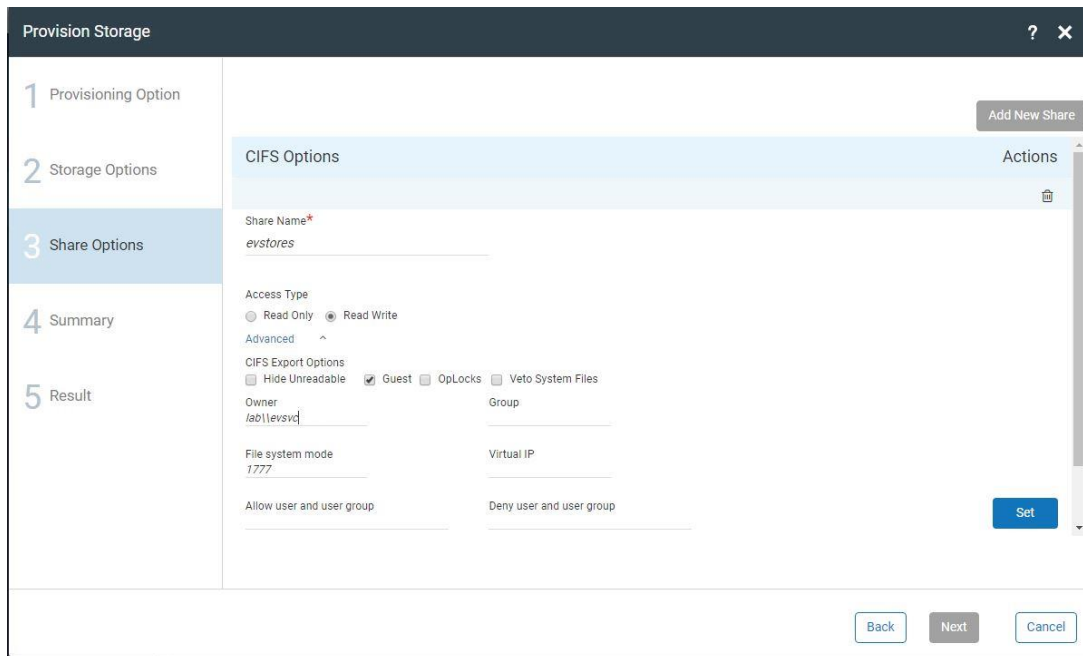 Provision Storage ?
1 Provisioning Option
2 Storage Options
3 Share Options
4 Summary
5 Result
Add New Share
CIFS Options Actions
Share Name*
evstores
Access Type
Read Only Read Write
Advanced
CIFS Export Options
Hide Unreadable Guest OpLocks Veto System Files
Owner Group
lab\\evsvc
File system mode Virtual IP
1777
Allow user and user group Deny user and user group
Set
Back Next Cancel